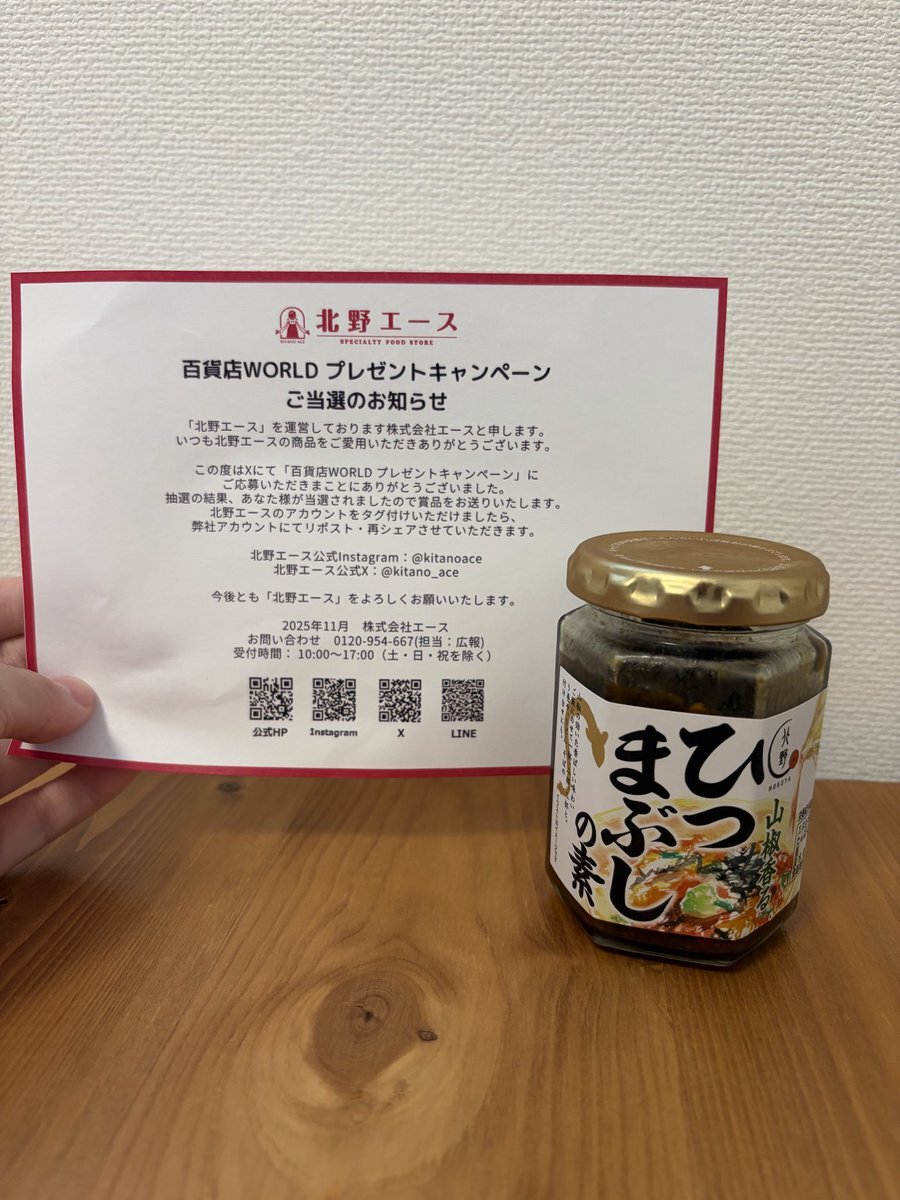 北野エース
KITANO ACE
SPECIALTY FOOD STORE
百貨店WORLD プレゼントキャンペーン
ご当選のお知らせ
「北野エース」を運営しております株式会社エースと申します。
いつも北野エースの商品をご愛用いただきありがとうございます。
この度はXにて「百貨店WORLD プレゼントキャンペーン」に
ご応募いただきまことにありがとうございました。
抽選の結果、あなた様が当選されましたので賞品をお送りいたします。
北野エースのアカウントをタグ付けいただけましたら、
弊社アカウントにてリポスト・再シェアさせていただきます。
北野エース公式Instagram：@kitanoace
北野エース公式X：@kitano_ace
今後とも「北野エース」をよろしくお願いいたします。
2025年11月　株式会社エース
お問い合わせ　0120-954-667(担当：広報)
受付時間： 10:00～17:00（土・日・祝を除く）
公式HP Instagram X LINE
北野
山椒香る
ひつ
まぶし
の素